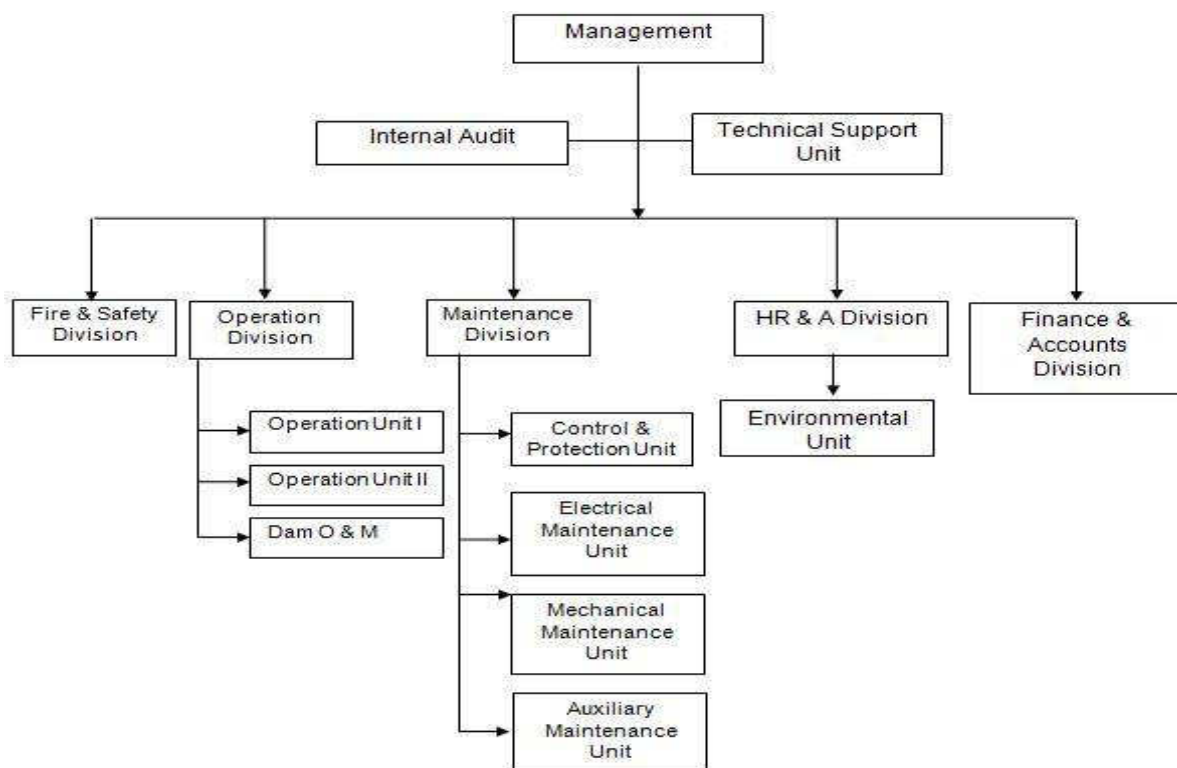 Management
Internal Audit
Technical Support
Unit
Fire & Safety
Division
Operation
Division
Maintenance
Division
HR & A Division
Finance &
Accounts
Division
Operation Unit I
Operation Unit II
Dam O & M
Control &
Protection Unit
Electrical
Maintenance
Unit
Mechanical
Maintenance
Unit
Auxiliary
Maintenance
Unit
Environmental
Unit